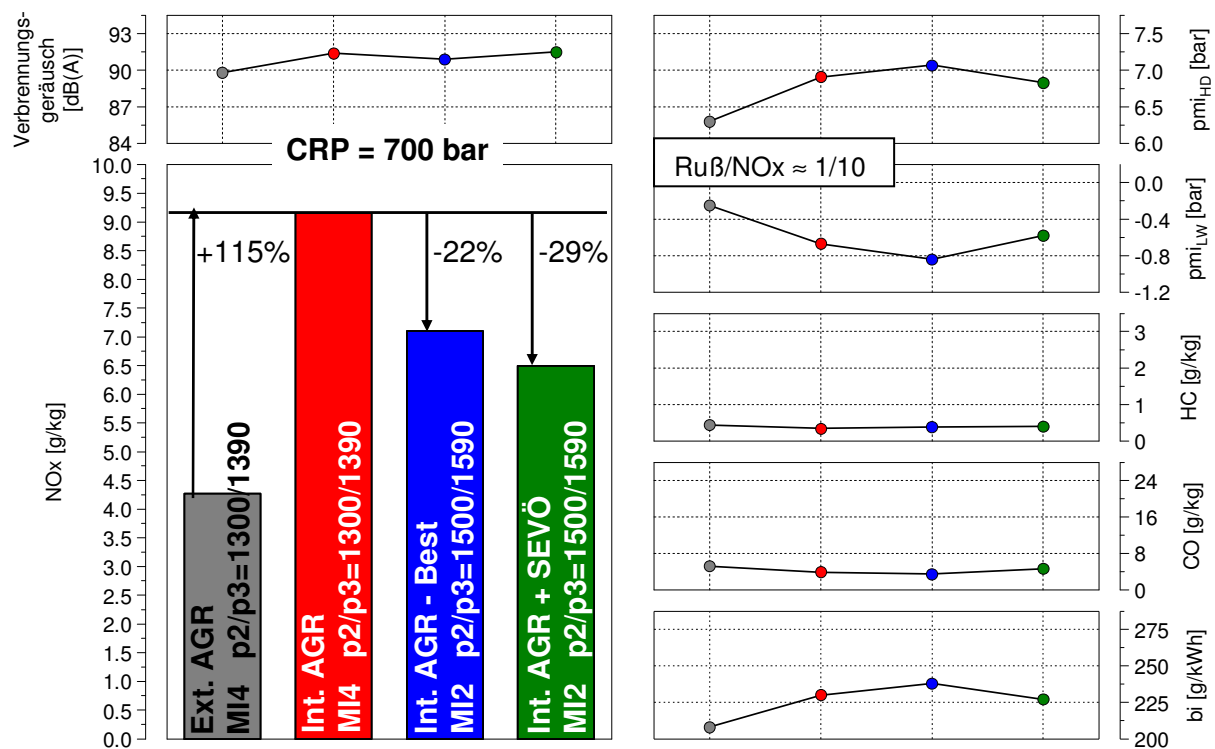 Verbrennungs-
geräusch
[dB(A)]
93
90
87
84
CRP = 700 bar
NOx [g/kg]
10.0
9.5
9.0
8.5
8.0
7.5
7.0
6.5
6.0
5.5
5.0
4.5
4.0
3.5
3.0
2.5
2.0
1.5
1.0
0.5
0.0
+115%
-22%
-29%
Ext. AGR
MI4 p2/p3=1300/1390
Int. AGR
MI4 p2/p3=1300/1390
Int. AGR - Best
MI2 p2/p3=1500/1590
Int. AGR + SEVÖ
MI2 p2/p3=1500/1590
7.5
7.0
6.5
6.0
pmiHD [bar]
Ruß/NOx ≈ 1/10
0.0
-0.4
-0.8
-1.2
pmiLW [bar]
3
2
1
0
HC [g/kg]
24
16
8
0
CO [g/kg]
275
250
225
200
bi [g/kWh]